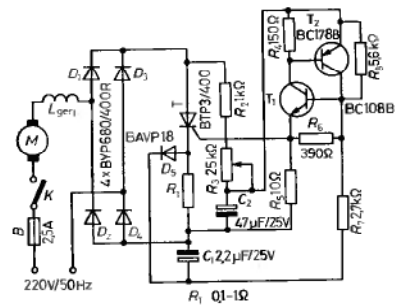 T₂
BC178B
R₄ 150 Ω
R₈ 5,6kΩ
D₁
D₃
T
BTP3/400
R₂ 1kΩ
T₁
BC108B
L ger,
4x BYP680/400R
BAVP18
R₆
390Ω
M
D₅
R₃ 25kΩ
R₁
C₂
R₅ 10Ω
R₇ 2,7kΩ
K
47µF/25V
B
2,5A
D₂
D₄
C₁ 2,2µF/25V
220V/50Hz
R₁ 0,1-1Ω